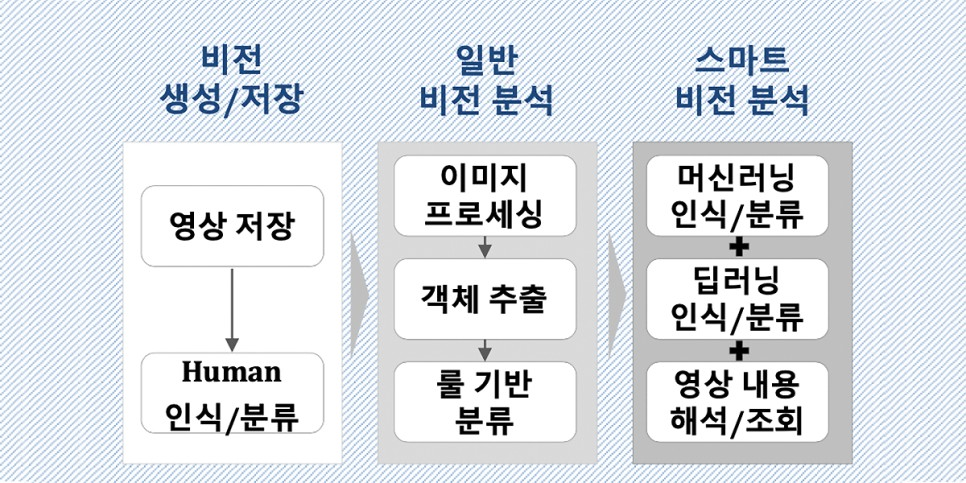 비전
생성/저장
영상 저장
Human
인식/분류
일반
비전 분석
이미지
프로세싱
객체 추출
룰 기반
분류
스마트
비전 분석
머신러닝
인식/분류
+
딥러닝
인식/분류
+
영상 내용
해석/조회